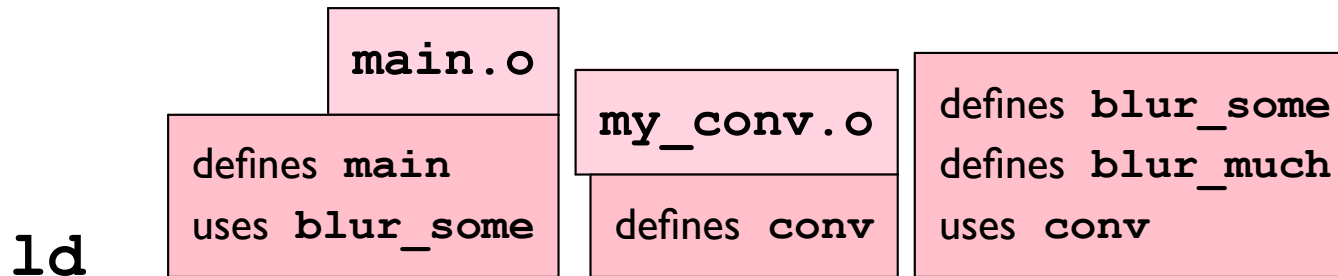 main.o
defines main
uses blur_some
my_conv.o
defines conv
defines blur_some
defines blur_much
uses conv
ld